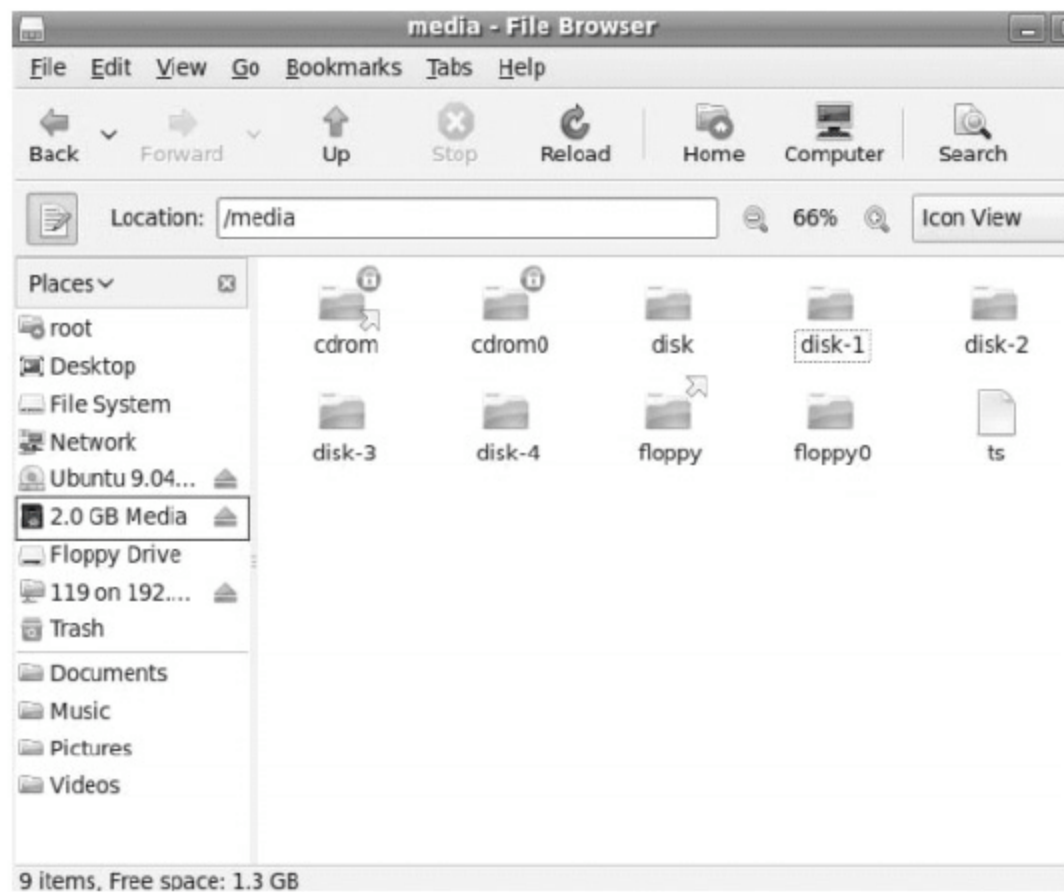 media - File Browser
File Edit View Go Bookmarks Tabs Help
Back Forward Up Stop Reload Home Computer Search
Location: /media 66% Icon View
Places
root
Desktop
File System
Network
Ubuntu 9.04...
2.0 GB Media
Floppy Drive
119 on 192....
Trash
Documents
Music
Pictures
Videos
cdrom cdrom0 disk disk-1 disk-2
disk-3 disk-4 floppy floppy0 ts
9 items, Free space: 1.3 GB